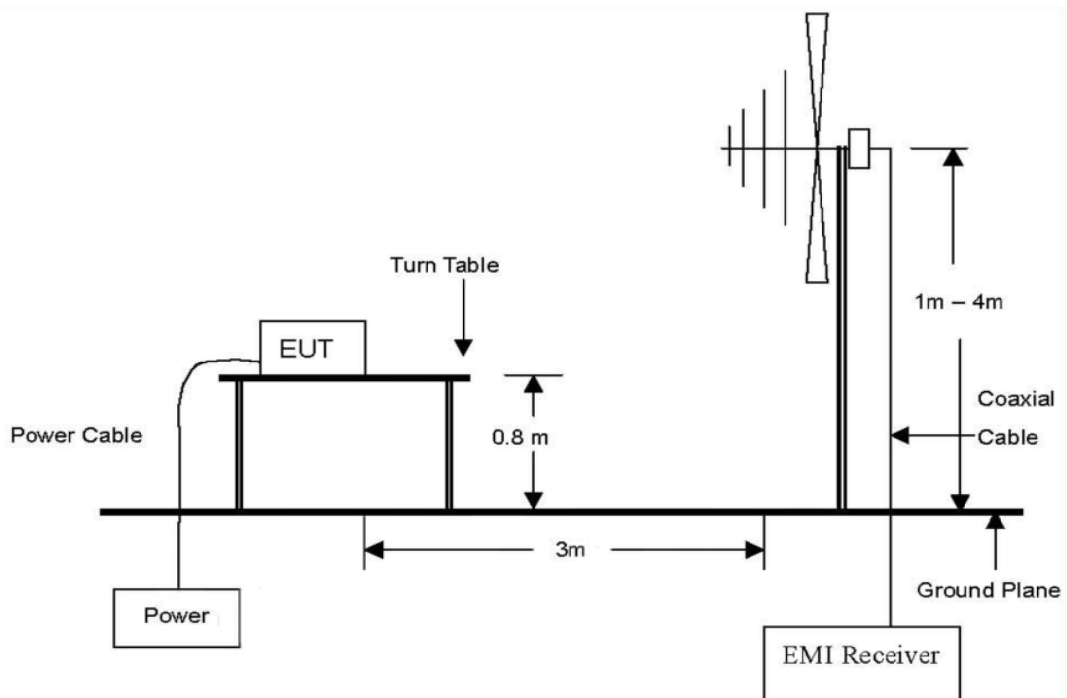 Turn Table
EUT
1m – 4m
Coaxial
Cable
Power Cable
0.8 m
3m
Ground Plane
Power
EMI Receiver